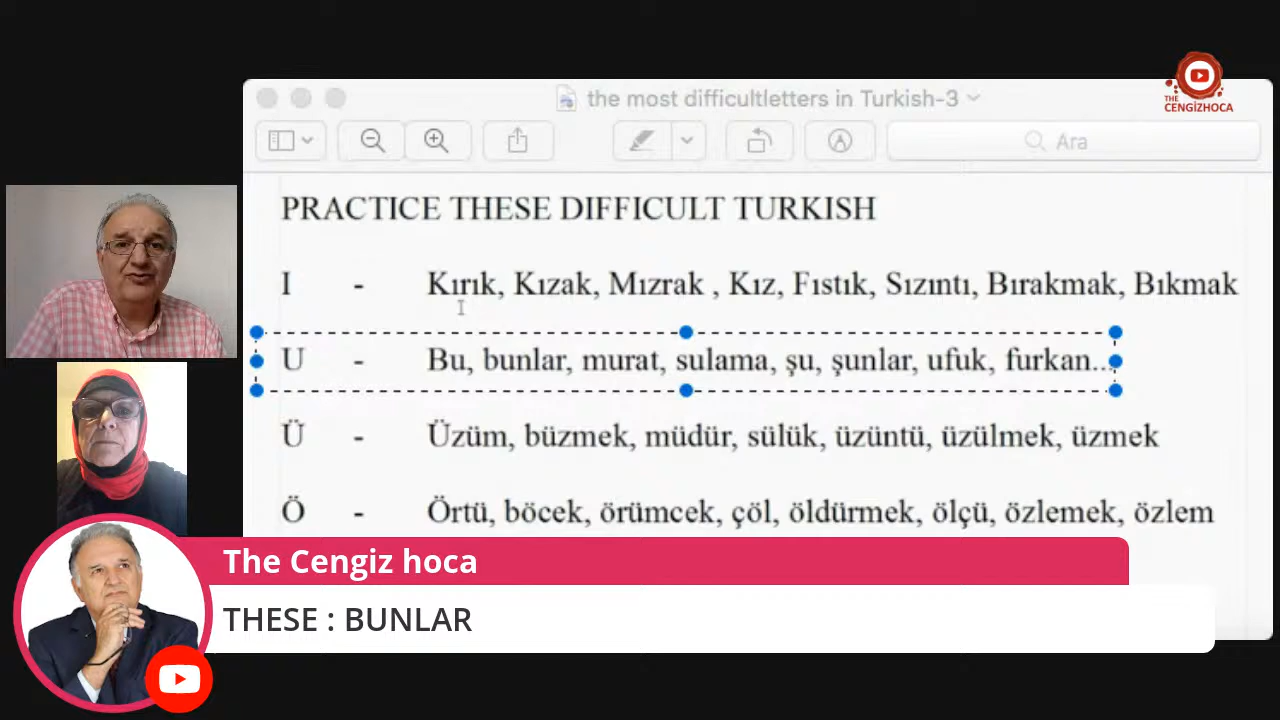 the most difficultletters in Turkish-3
THE
CENGİZHOCA
Ara
PRACTICE THESE DIFFICULT TURKISH
I - Kırık, Kızak, Mızrak , Kız, Fıstık, Sızıntı, Bırakmak, Bıkmak
U - Bu, bunlar, murat, sulama, şu, şunlar, ufuk, furkan...
Ü - Üzüm, büzmek, müdür, sülük, üzüntü, üzülmek, üzmek
Ö - Örtü, böcek, örümcek, çöl, öldürmek, ölçü, özlemek, özlem
The Cengiz hoca
THESE : BUNLAR